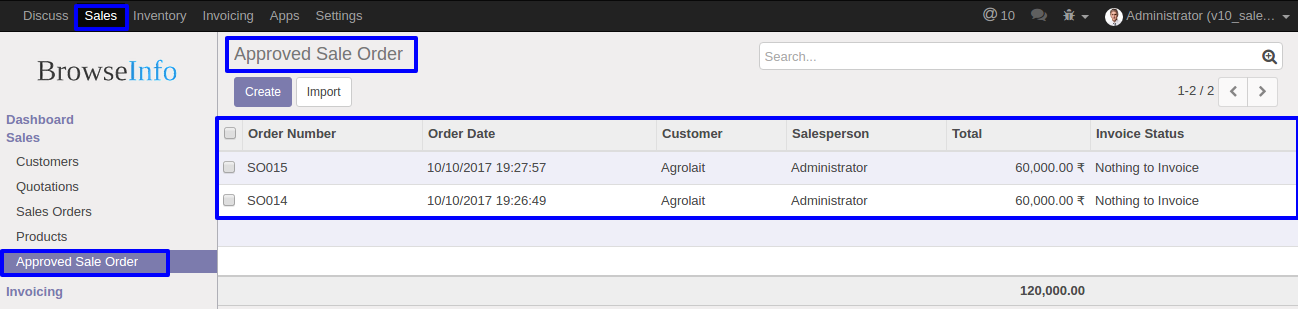 Discuss Sales Inventory Invoicing Apps Settings @ 10 Administrator (v10_sale...
BrowseInfo
Approved Sale Order
Search...
Create Import
1-2 / 2
Dashboard
Sales
Customers
Quotations
Sales Orders
Products
Approved Sale Order
Invoicing
Order Number Order Date Customer Salesperson Total Invoice Status
SO015 10/10/2017 19:27:57 Agrolait Administrator 60,000.00 ₹ Nothing to Invoice
SO014 10/10/2017 19:26:49 Agrolait Administrator 60,000.00 ₹ Nothing to Invoice
120,000.00